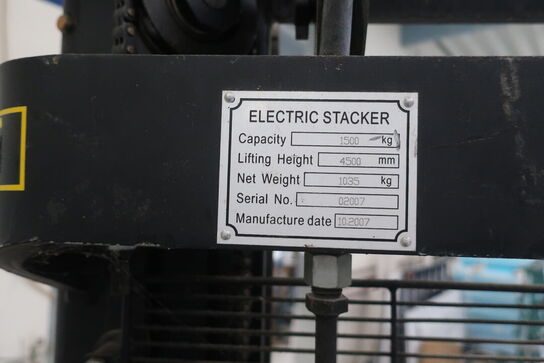 ELECTRIC STACKER
Capacity 1500 kg
Lifting Height 4500 mm
Net Weight 1035 kg
Serial No. 02007
Manufacture date 10.2007